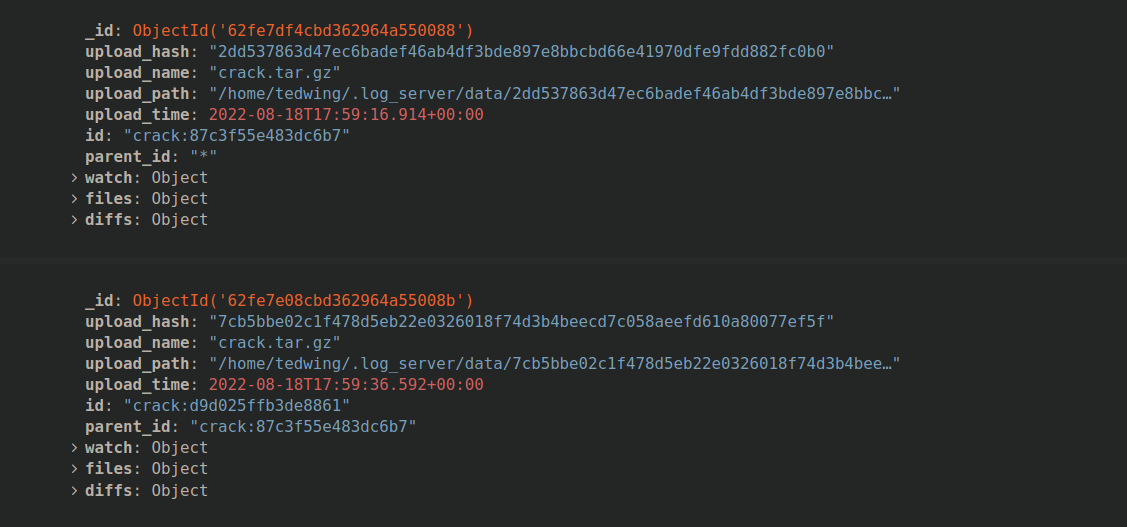 _id: ObjectId('62fe7df4cbd362964a550088')
upload_hash: "2dd537863d47ec6badef46ab4df3bde897e8bbcbd66e41970dfe9fdd882fc0b0"
upload_name: "crack.tar.gz"
upload_path: "/home/tedwing/.log_server/data/2dd537863d47ec6badef46ab4df3bde897e8bbc…"
upload_time: 2022-08-18T17:59:16.914+00:00
id: "crack:87c3f55e483dc6b7"
parent_id: "*"
> watch: Object
> files: Object
> diffs: Object
_id: ObjectId('62fe7e08cbd362964a55008b')
upload_hash: "7cb5bbe02c1f478d5eb22e0326018f74d3b4beecd7c058aeefd610a80077ef5f"
upload_name: "crack.tar.gz"
upload_path: "/home/tedwing/.log_server/data/7cb5bbe02c1f478d5eb22e0326018f74d3b4bee…"
upload_time: 2022-08-18T17:59:36.592+00:00
id: "crack:d9d025ffb3de8861"
parent_id: "crack:87c3f55e483dc6b7"
> watch: Object
> files: Object
> diffs: Object